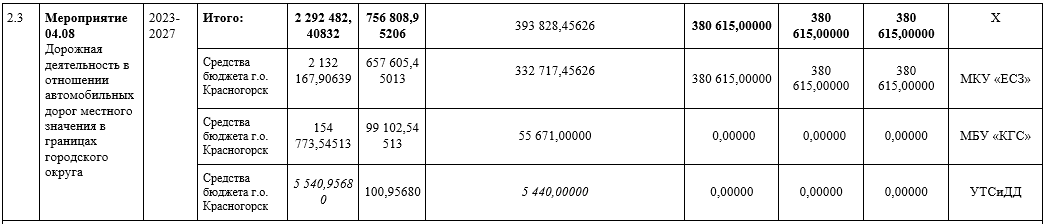 2.3
Мероприятие
04.08
Дорожная
деятельность в
отношении
автомобильных
дорог местного
значения в
границах
городского
округа
2023-
2027
Итого:
2 292 482,
40832
756 808,9
5206
393 828,45626
380 615,00000
380
615,00000
380
615,00000
X
Средства
бюджета г.о.
Красногорск
2 132
167,90639
657 605,4
5013
332 717,45626
380 615,00000
380
615,00000
380
615,00000
МКУ «ЕСЗ»
Средства
бюджета г.о.
Красногорск
154
773,54513
99 102,54
513
55 671,00000
0,00000
0,00000
0,00000
МБУ «КГС»
Средства
бюджета г.о.
Красногорск
5 540,9568
0
100,95680
5 440,00000
0,00000
0,00000
0,00000
УТСиДД